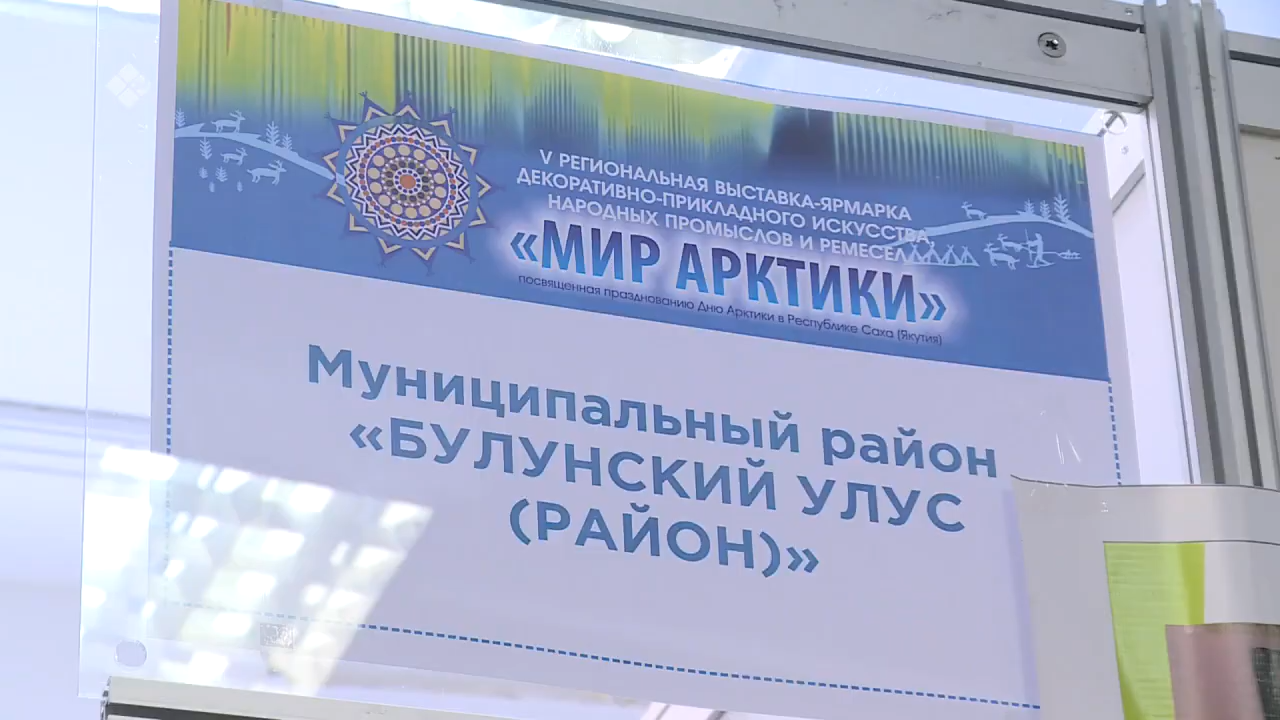 V РЕГИОНАЛЬНАЯ ВЫСТАВКА-ЯРМАРКА
ДЕКОРАТИВНО-ПРИКЛАДНОГО ИСКУССТВА,
НАРОДНЫХ ПРОМЫСЛОВ И РЕМЕСЕЛ
«МИР АРКТИКИ»
посвященная празднованию Дню Арктики в Республике Саха (Якутия)
Муниципальный район
«БУЛУНСКИЙ УЛУС
(РАЙОН)»